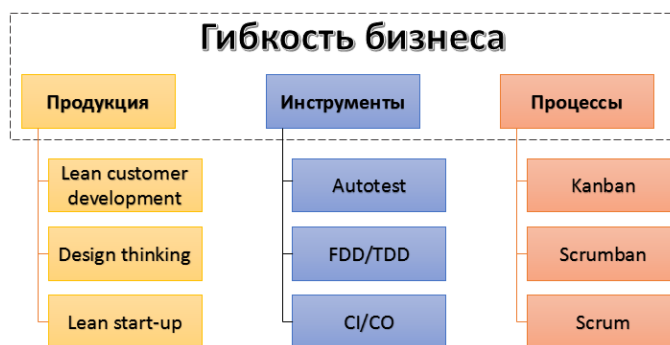 Гибкость бизнеса
Продукция
Инструменты
Процессы
Lean customer
development
Autotest
Kanban
Design thinking
FDD/TDD
Scrumban
Lean start-up
CI/CO
Scrum